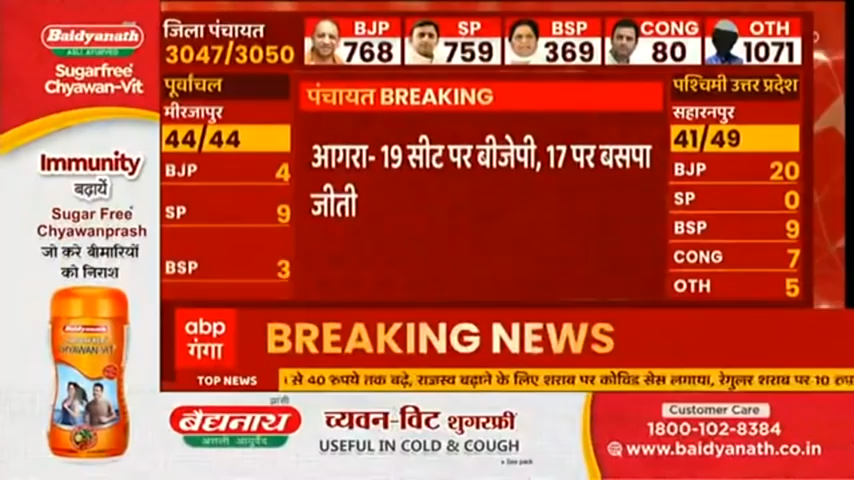 Baidyanath
ASLI AYURVED
Sugarfree
Chyawan-Vit
Immunity
बढ़ायें
Sugar Free
Chyawanprash
जो करे बीमारियों
को निराश
Baidyanath
CHYAWAN-VIT
जिला पंचायत
3047/3050
BJP
768
SP
759
BSP
369
CONG
80
OTH
1071
पूर्वांचल
मीरजापुर
44/44
BJP 4
SP 9
BSP 3
पंचायत BREAKING
आगरा- 19 सीट पर बीजेपी, 17 पर बसपा
जीती
पश्चिमी उत्तर प्रदेश
सहारनपुर
41/49
BJP 20
SP 0
BSP 9
CONG 7
OTH 5
abp
गंगा
BREAKING NEWS
TOP NEWS
से 40 रुपये तक बढ़े, राजस्व बढ़ाने के लिए शराब पर कोविड सेस लगाया, रेगुलर शराब पर 10
झांसी
बैद्यनाथ
असली आयुर्वेद
च्यवन-विट शुगरफ्री
USEFUL IN COLD & COUGH
Customer Care
1800-102-8384
www.baidyanath.co.in